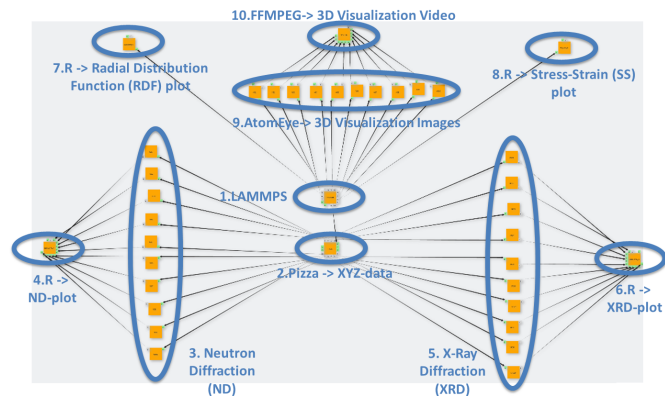 10.FFMPEG-> 3D Visualization Video
7.R -> Radial Distribution
Function (RDF) plot
8.R -> Stress-Strain (SS)
plot
9.AtomEye-> 3D Visualization Images
1.LAMMPS
2.Pizza -> XYZ-data
4.R ->
ND-plot
6.R ->
XRD-plot
3. Neutron
Diffraction
(ND)
5. X-Ray
Diffraction
(XRD)